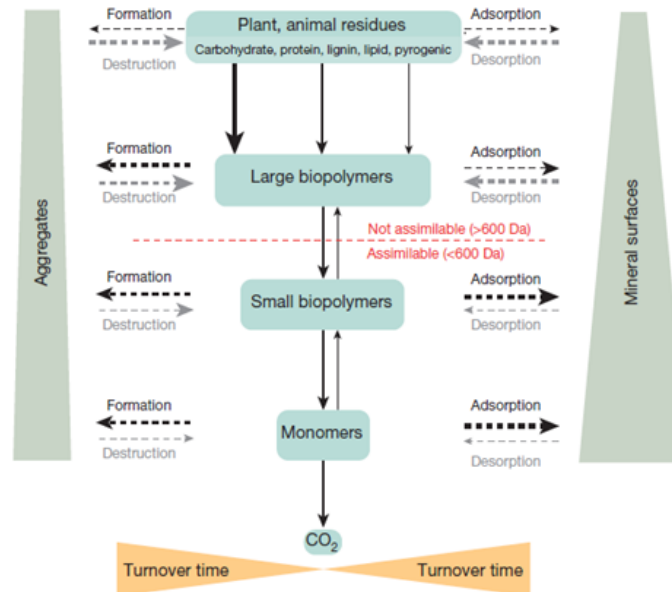 Formation
Destruction
Plant, animal residues
Carbohydrate, protein, lignin, lipid, pyrogenic
Adsorption
Desorption
Formation
Destruction
Large biopolymers
Adsorption
Desorption
Aggregates
Mineral surfaces
Not assimilable (>600 Da)
Assimilable (<600 Da)
Formation
Destruction
Small biopolymers
Adsorption
Desorption
Formation
Destruction
Monomers
Adsorption
Desorption
CO₂
Turnover time
Turnover time